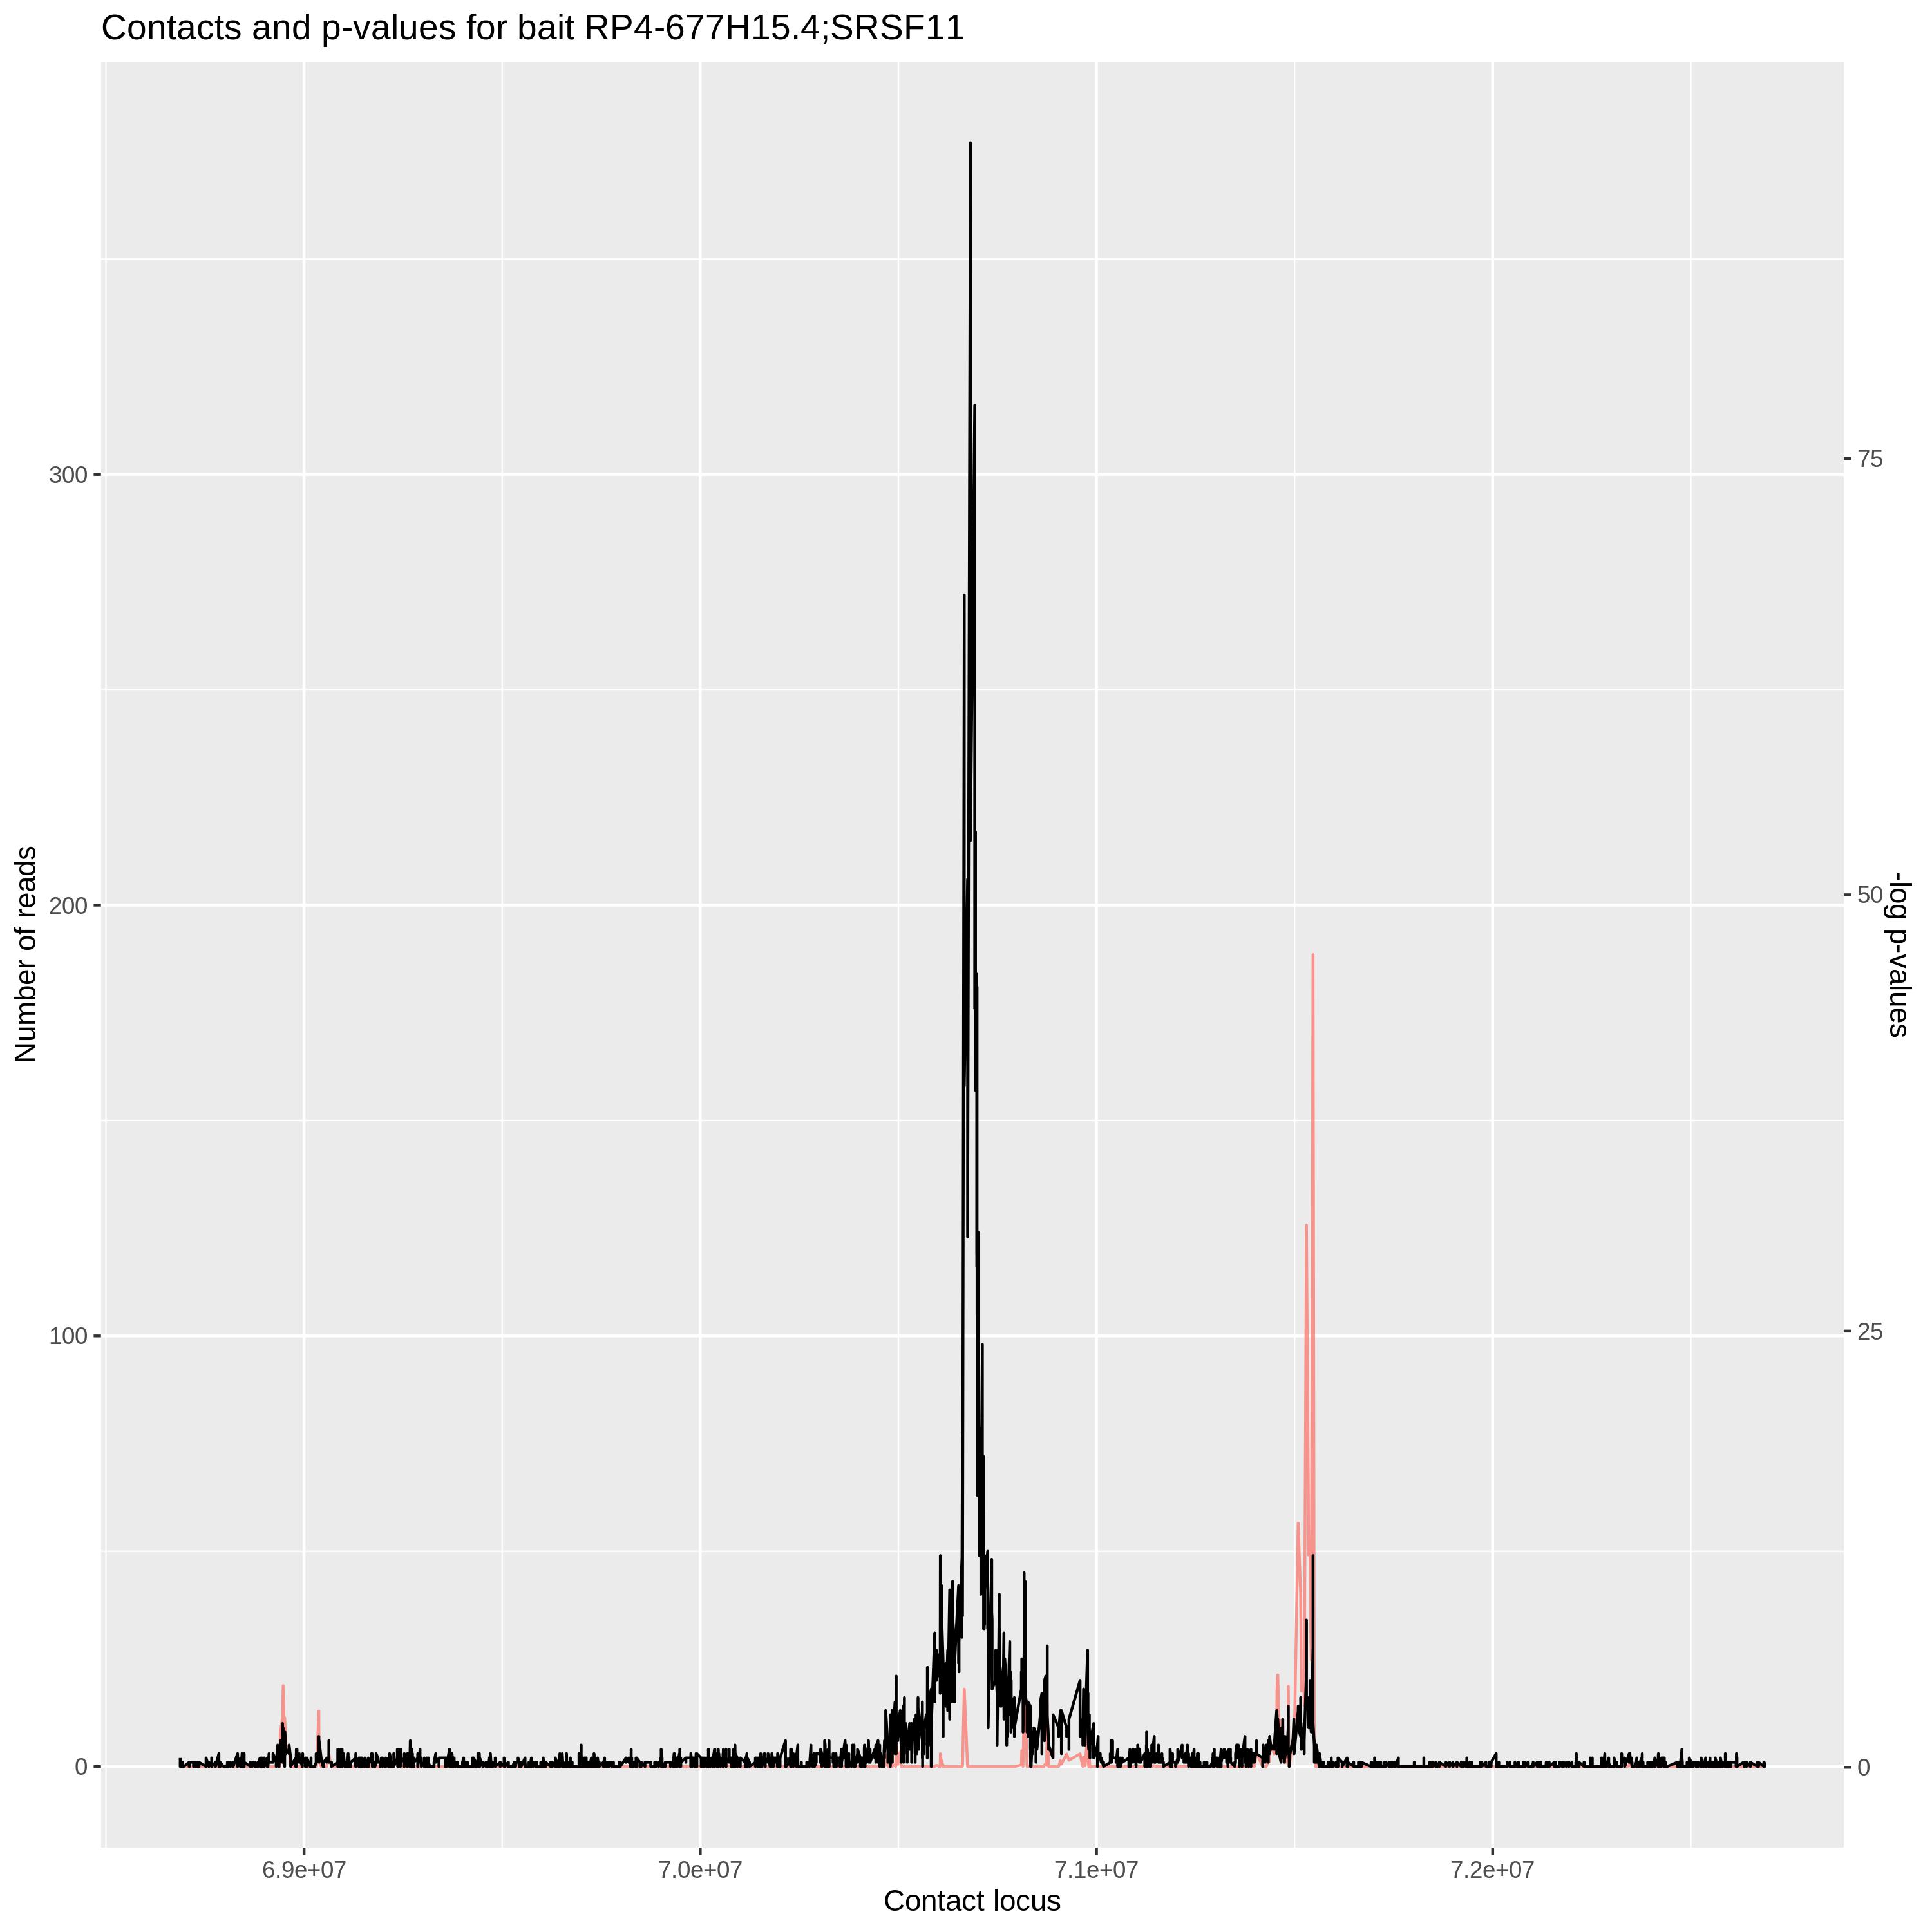 Contacts and p-values for bait RP4-677H15.4;SRSF11
Number of reads
300
200
100
0
75
50
25
0
-log p-values
6.9e+07 7.0e+07 7.1e+07 7.2e+07
Contact locus